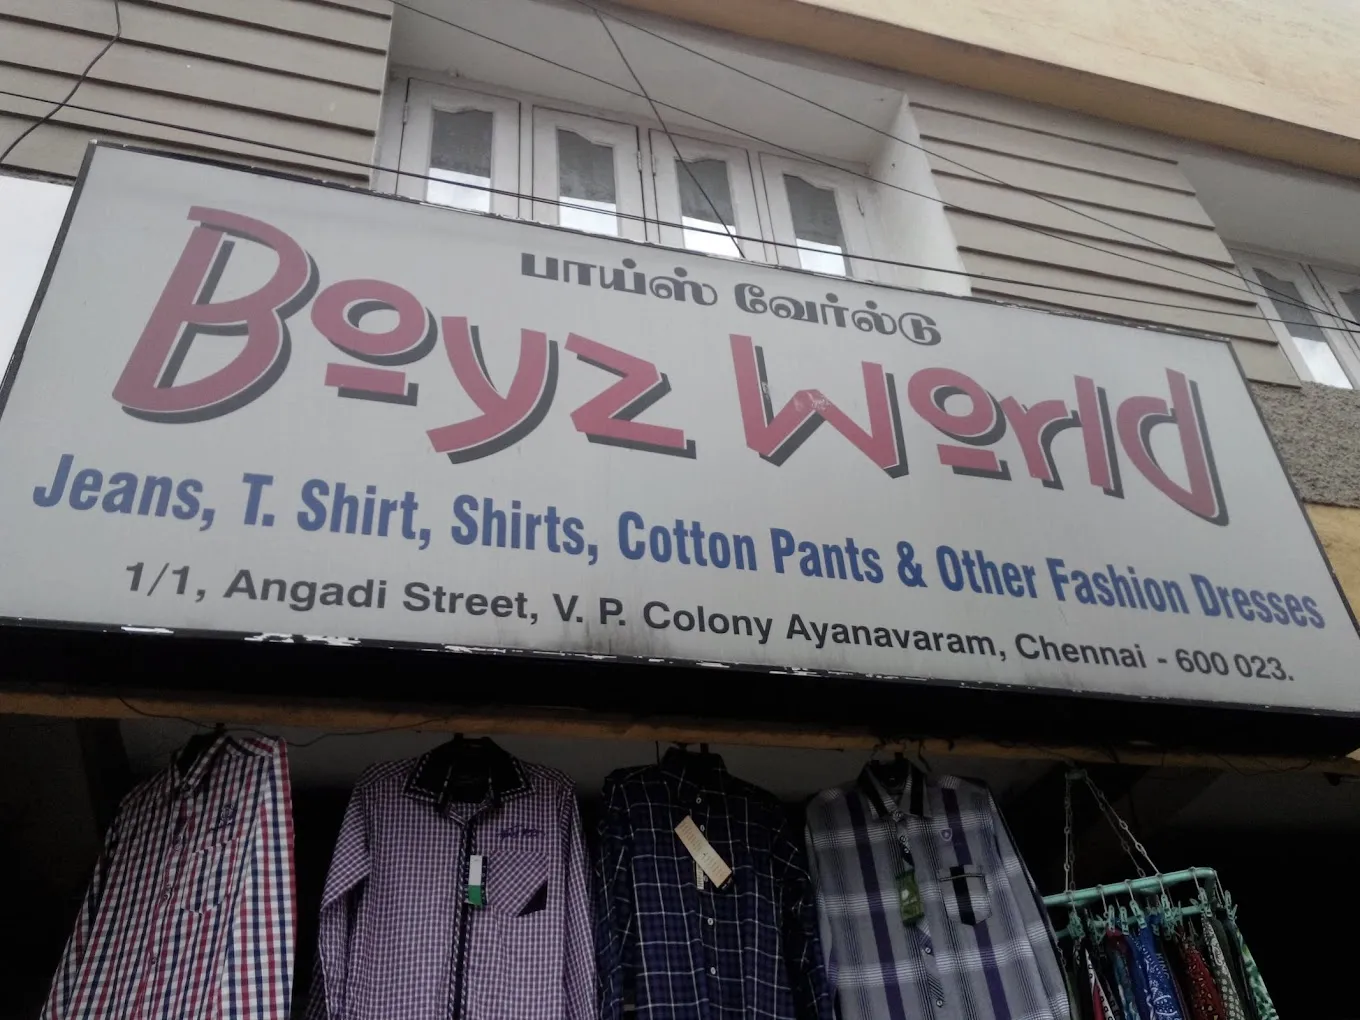 பாய்ஸ் வேர்ல்டு
Boyz World
Jeans, T. Shirt, Shirts, Cotton Pants & Other Fashion Dresses
1/1, Angadi Street, V. P. Colony Ayanavaram, Chennai - 600 023.